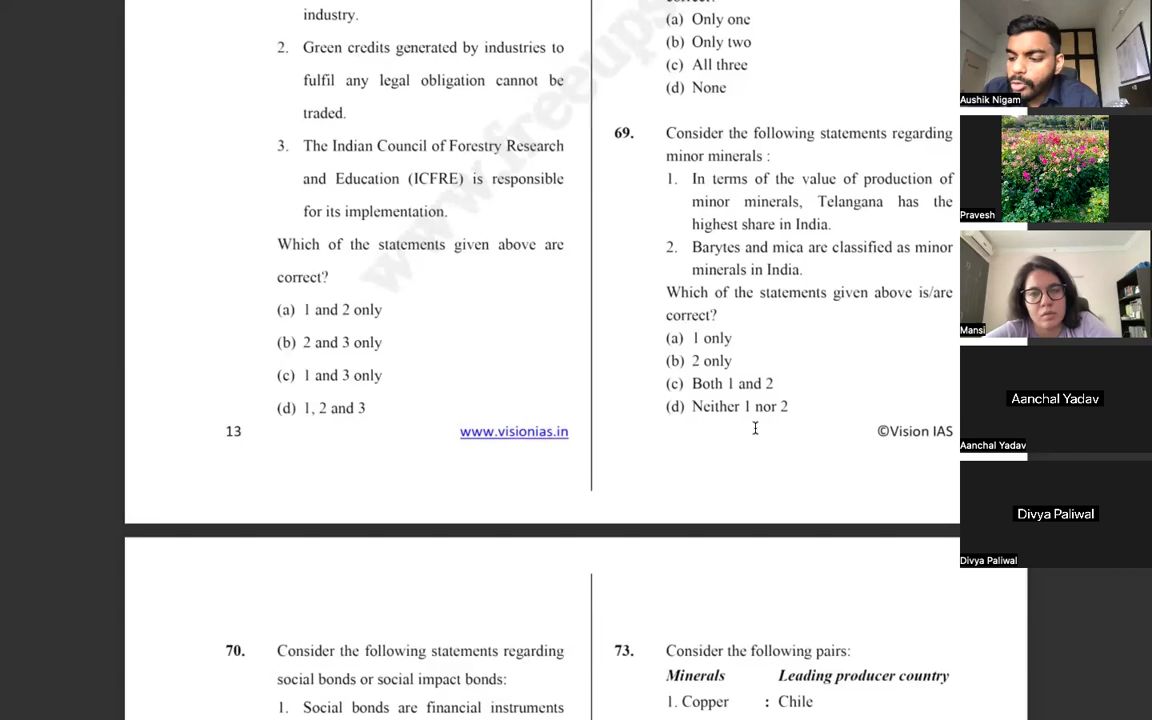 industry.
2. Green credits generated by industries to
fulfil any legal obligation cannot be
traded.
3. The Indian Council of Forestry Research
and Education (ICFRE) is responsible
for its implementation.
Which of the statements given above are
correct?
(a) 1 and 2 only
(b) 2 and 3 only
(c) 1 and 3 only
(d) 1, 2 and 3
13
www.visionias.in
(a) Only one
(b) Only two
(c) All three
(d) None
69. Consider the following statements regarding
minor minerals :
1. In terms of the value of production of
minor minerals, Telangana has the
highest share in India.
2. Barytes and mica are classified as minor
minerals in India.
Which of the statements given above is/are
correct?
(a) 1 only
(b) 2 only
(c) Both 1 and 2
(d) Neither 1 nor 2
©Vision IAS
70. Consider the following statements regarding
social bonds or social impact bonds:
1. Social bonds are financial instruments
73. Consider the following pairs:
Minerals Leading producer country
1. Copper : Chile
Aushik Nigam
Pravesh
Mansi
Aanchal Yadav
Aanchal Yadav
Divya Paliwal
Divya Paliwal